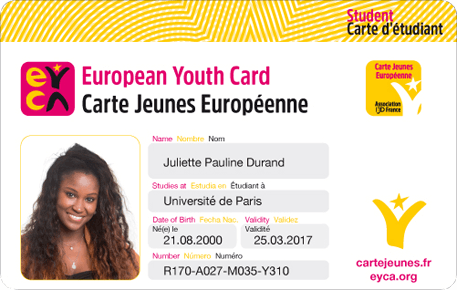 Student
Carte d'étudiant
eyca
European Youth Card
Carte Jeunes Européenne
Carte Jeunes
Européenne
Association
France
Name Nombre Nom
Juliette Pauline Durand
Studies at Estudia en Étudiant à
Université de Paris
Date of Birth Fecha Nac. Validity Validez
Né(e) le Validité
21.08.2000 25.03.2017
Number Número Numéro
R170-A027-M035-Y310
cartejeunes.fr
eyca.org